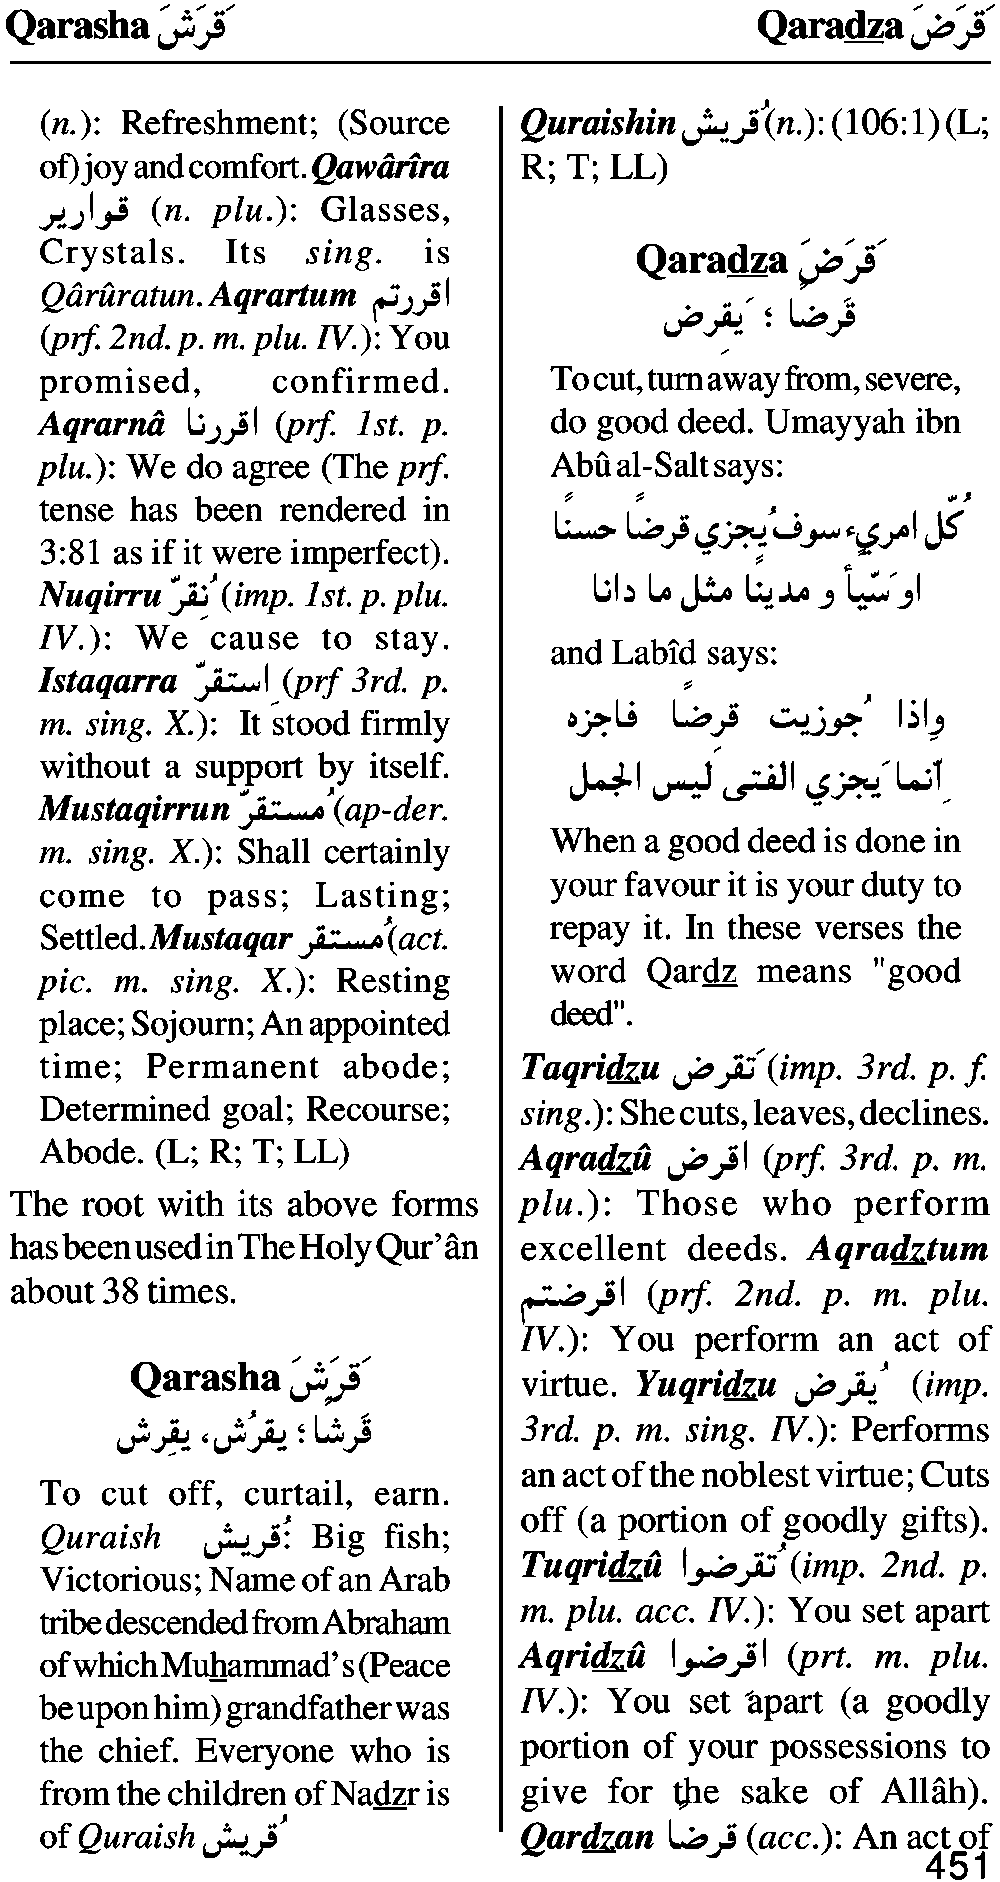 Qarasha قَرَشَ
Qaradza قَرَضَ
(n.): Refreshment; (Source
of) joy and comfort. Qawârîra
قوارير (n. plu.): Glasses,
Crystals. Its sing. is
Qârûratun. Aqrartum اقررتم
(prf. 2nd. p. m. plu. IV.): You
promised, confirmed.
Aqrarnâ اقررنا (prf. 1st. p.
plu.): We do agree (The prf.
tense has been rendered in
3:81 as if it were imperfect).
Nuqirru نُقِرّ (imp. 1st. p. plu.
IV.): We cause to stay.
Istaqarra اِستقرّ (prf 3rd. p.
m. sing. X.): It stood firmly
without a support by itself.
Mustaqirrun مُستقرّ (ap-der.
m. sing. X.): Shall certainly
come to pass; Lasting;
Settled. Mustaqar مُستقر (act.
pic. m. sing. X.): Resting
place; Sojourn; An appointed
time; Permanent abode;
Determined goal; Recourse;
Abode. (L; R; T; LL)
The root with its above forms
has been used in The Holy Qur'ân
about 38 times.
Qarasha قَرَشَ
قَرشا ؛ يقرُش، يقرِش
To cut off, curtail, earn.
Quraish قُريش: Big fish;
Victorious; Name of an Arab
tribe descended from Abraham
of which Muhammad's (Peace
be upon him) grandfather was
the chief. Everyone who is
from the children of Nadzr is
of Quraish قُريش
Quraishin قُريش (n.): (106:1) (L;
R; T; LL)
Qaradza قَرَضَ
قَرضا ؛ يَقرِض
To cut, turn away from, severe,
do good deed. Umayyah ibn
Abû al-Salt says:
كُلّ امريء سوف يُجزي قرضاً حسناً
او سَيّأ و مديناً مثل ما دانا
and Labîd says:
وإذا جُوزيت قرضاً فاجزه
اِنما يَجزي الفتى ليس الجمل
When a good deed is done in
your favour it is your duty to
repay it. In these verses the
word Qardz means "good
deed".
Taqridzu تَقرض (imp. 3rd. p. f.
sing.): She cuts, leaves, declines.
Aqradzû اقرض (prf. 3rd. p. m.
plu.): Those who perform
excellent deeds. Aqradztum
اقرضتم (prf. 2nd. p. m. plu.
IV.): You perform an act of
virtue. Yuqridzu يُقرض (imp.
3rd. p. m. sing. IV.): Performs
an act of the noblest virtue; Cuts
off (a portion of goodly gifts).
Tuqridzû تُقرضوا (imp. 2nd. p.
m. plu. acc. IV.): You set apart
Aqridzû اقرضوا (prt. m. plu.
IV.): You set apart (a goodly
portion of your possessions to
give for the sake of Allâh).
Qardzan قرضاً (acc.): An act of
451